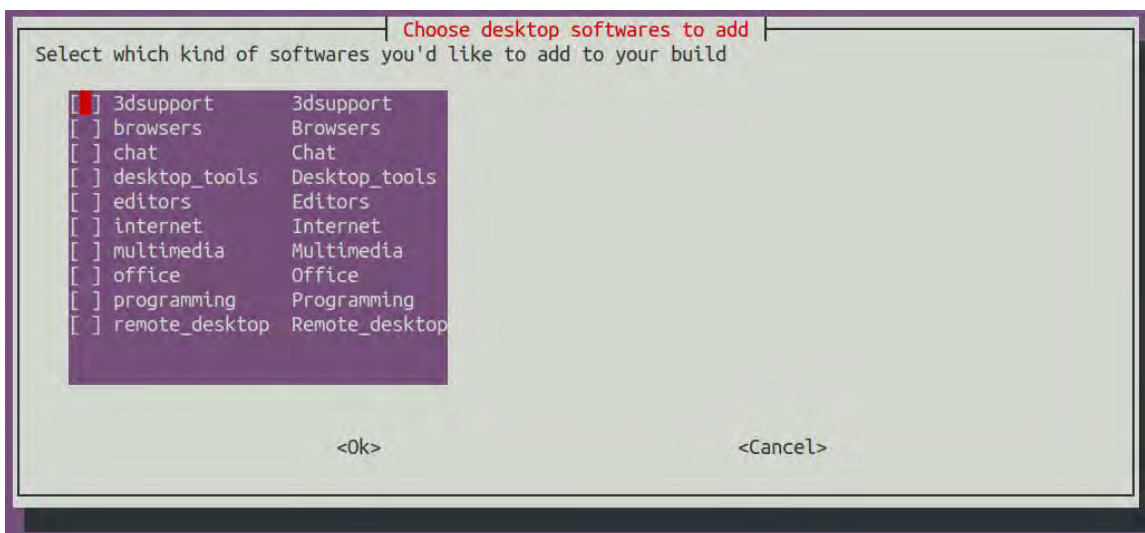 Choose desktop softwares to add
Select which kind of softwares you'd like to add to your build
[ ] 3dsupport 3dsupport
[ ] browsers Browsers
[ ] chat Chat
[ ] desktop_tools Desktop_tools
[ ] editors Editors
[ ] internet Internet
[ ] multimedia Multimedia
[ ] office Office
[ ] programming Programming
[ ] remote_desktop Remote_desktop
<Ok> <Cancel>